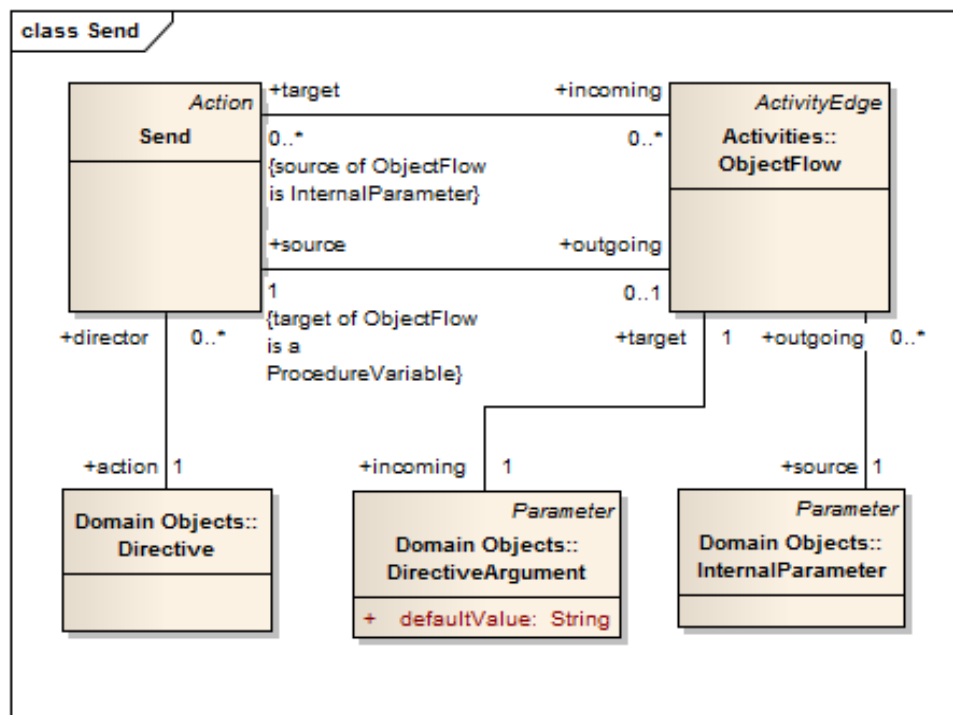 class Send
Action
Send
+target
+incoming
0..*
0..*
{source of ObjectFlow
is InternalParameter}
+source
+outgoing
1
0..1
{target of ObjectFlow
is a
ProcedureVariable}
ActivityEdge
Activities::
ObjectFlow
+director
0..*
+target
1
+outgoing
0..*
+action
1
+incoming
1
+source
1
Domain Objects::
Directive
Parameter
Domain Objects::
DirectiveArgument
+ defaultValue: String
Parameter
Domain Objects::
InternalParameter